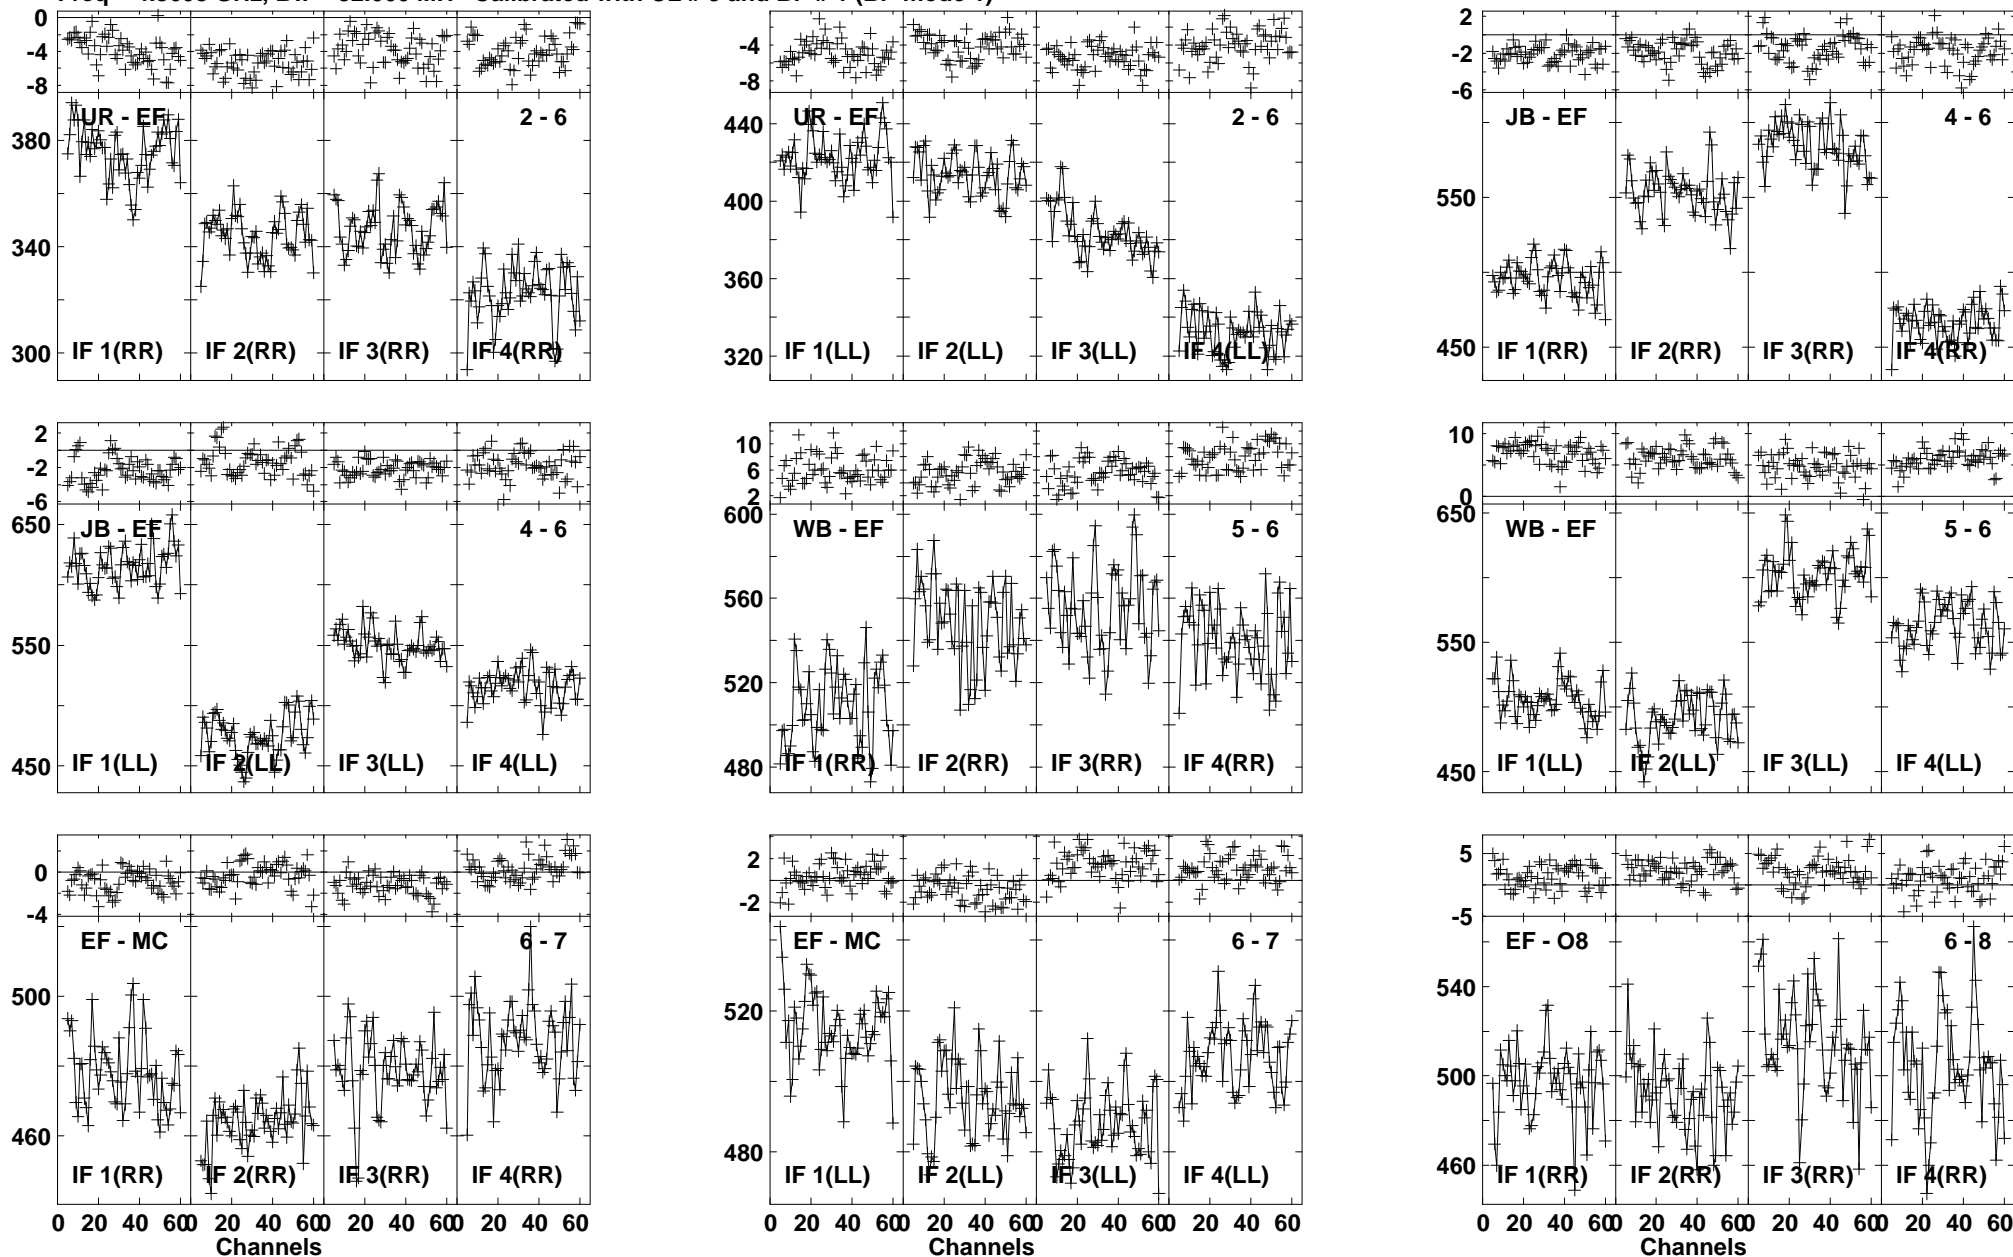 0 -4 -8
UR - EF 2 - 6
380 340 300
IF 1(RR) IF 2(RR) IF 3(RR) IF 4(RR)
-4 -8
UR - EF 2 - 6
440 400 360 320
IF 1(LL) IF 2(LL) IF 3(LL) IF 4(LL)
2 -2 -6
JB - EF 4 - 6
550 450
IF 1(RR) IF 2(RR) IF 3(RR) IF 4(RR)
2 -2 -6
JB - EF 4 - 6
650 550 450
IF 1(LL) IF 2(LL) IF 3(LL) IF 4(LL)
10 6 2
WB - EF 5 - 6
600 560 520 480
IF 1(RR) IF 2(RR) IF 3(RR) IF 4(RR)
10 0
WB - EF 5 - 6
650 550 450
IF 1(LL) IF 2(LL) IF 3(LL) IF 4(LL)
0 -4
EF - MC 6 - 7
500 460
IF 1(RR) IF 2(RR) IF 3(RR) IF 4(RR)
0 20 40 60 0 20 40 60 0 20 40 60 0 20 40 60
Channels
2 -2
EF - MC 6 - 7
520 480
IF 1(LL) IF 2(LL) IF 3(LL) IF 4(LL)
0 20 40 60 0 20 40 60 0 20 40 60 0 20 40 60
Channels
5 -5
EF - O8 6 - 8
540 500 460
IF 1(RR) IF 2(RR) IF 3(RR) IF 4(RR)
0 20 40 60 0 20 40 60 0 20 40 60 0 20 40 60
Channels